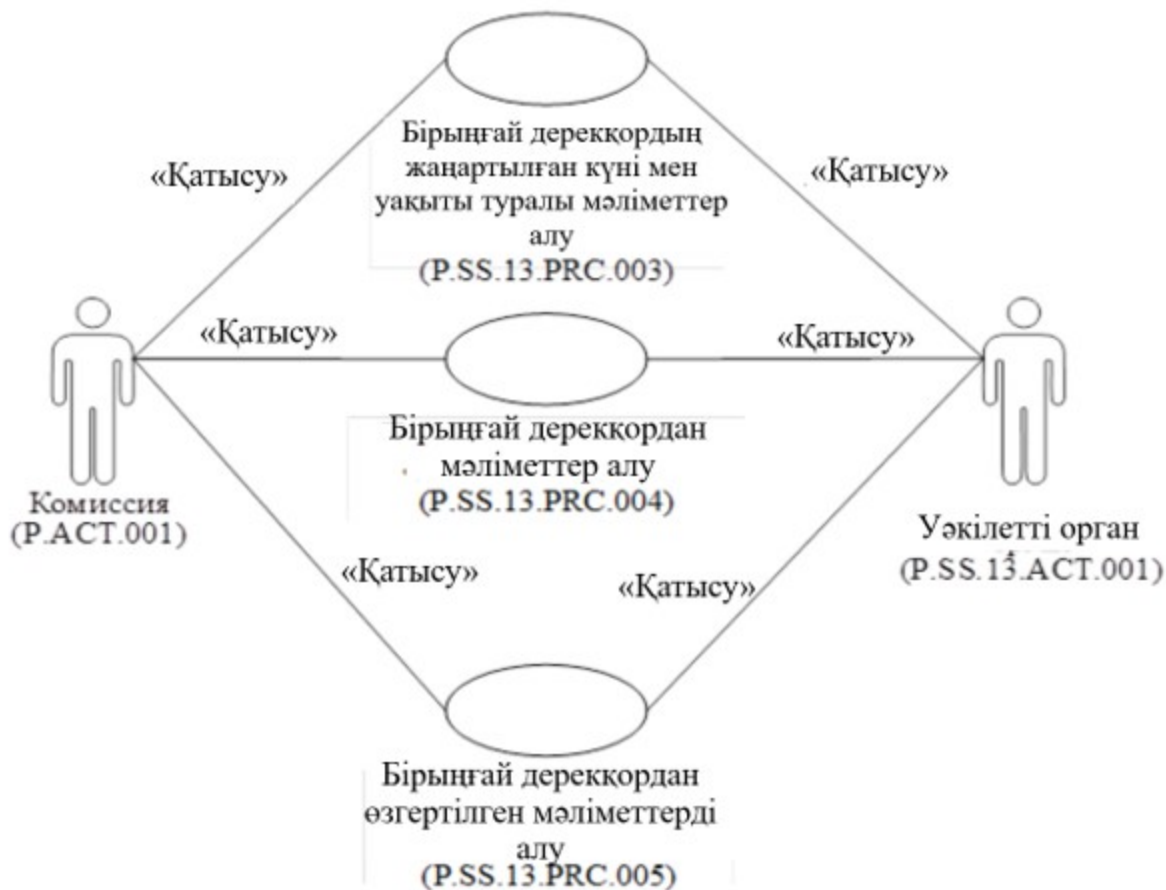 Бірыңғай дерекқордың
жаңартылған күні мен
уақыты туралы мәліметтер
алу
(P.SS.13.PRC.003)
«Қатысу»
«Қатысу»
«Қатысу»
«Қатысу»
Бірыңғай дерекқордан
мәліметтер алу
(P.SS.13.PRC.004)
Комиссия
(P.ACT.001)
Уәкілетті орган
(P.SS.13.ACT.001)
«Қатысу»
«Қатысу»
Бірыңғай дерекқордан
өзгертілген мәліметтерді
алу
(P.SS.13.PRC.005)